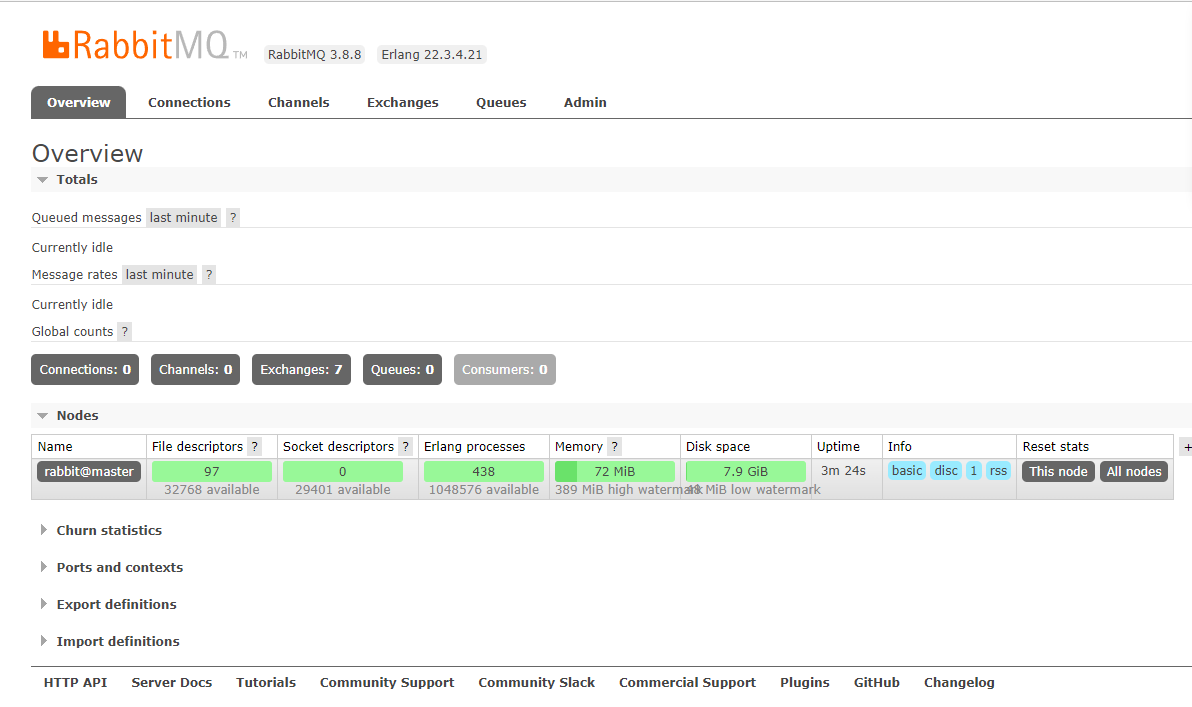 RabbitMQ TM RabbitMQ 3.8.8 Erlang 22.3.4.21
Overview Connections Channels Exchanges Queues Admin
Overview
Totals
Queued messages last minute ?
Currently idle
Message rates last minute ?
Currently idle
Global counts ?
Connections: 0 Channels: 0 Exchanges: 7 Queues: 0 Consumers: 0
Nodes
Name File descriptors ? Socket descriptors ? Erlang processes Memory ? Disk space Uptime Info Reset stats +
rabbit@master 97 0 438 72 MiB 7.9 GiB 3m 24s basic disc 1 rss This node All nodes
32768 available 29401 available 1048576 available 389 MiB high watermark 48 MiB low watermark
Churn statistics
Ports and contexts
Export definitions
Import definitions
HTTP API Server Docs Tutorials Community Support Community Slack Commercial Support Plugins GitHub Changelog